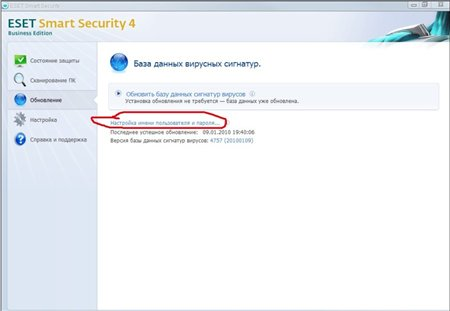 ESET Smart Security
ESET Smart Security 4
Business Edition
Состояние защиты
Сканирование ПК
Обновление
Настройка
Справка и поддержка
База данных вирусных сигнатур.
Обновить базу данных сигнатур вирусов
Установка обновления не требуется — база данных уже обновлена.
Настройка имени пользователя и пароля...
Последнее успешное обновление: 09.01.2010 19:40:06
Версия базы данных сигнатур вирусов: 4757 (20100109)